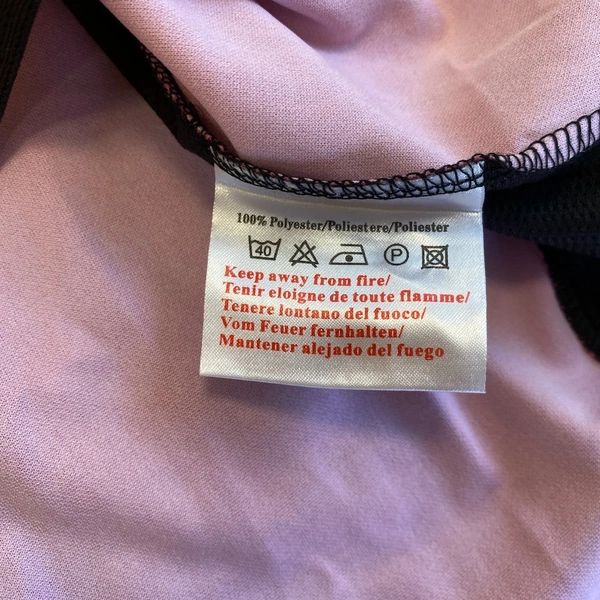 100% Polyester/Poliestere/Poliester
40 P
Keep away from fire/
Tenir eloigne de toute flamme/
Tenere lontano del fuoco/
Vom Feuer fernhalten/
Mantener alejado del fuego